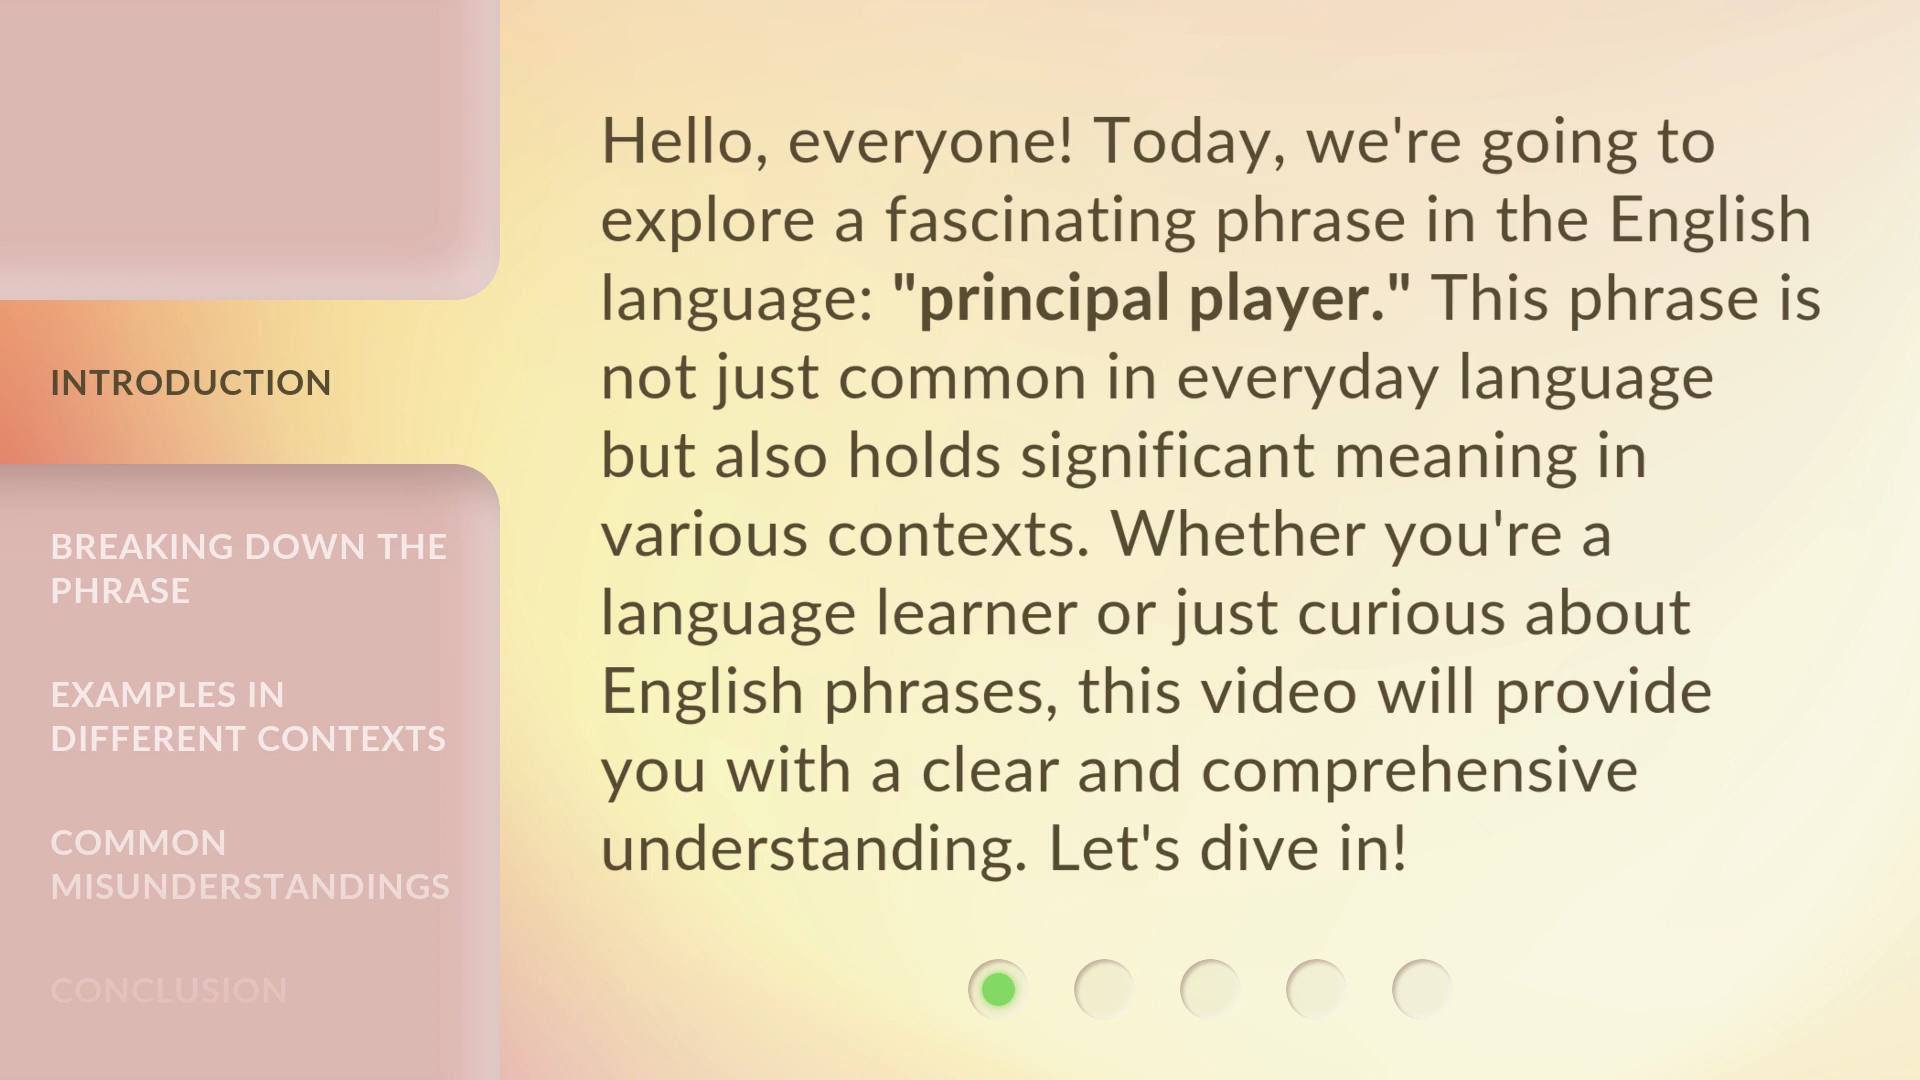 INTRODUCTION
BREAKING DOWN THE
PHRASE
EXAMPLES IN
DIFFERENT CONTEXTS
COMMON
MISUNDERSTANDINGS
CONCLUSION
Hello, everyone! Today, we're going to
explore a fascinating phrase in the English
language: "principal player." This phrase is
not just common in everyday language
but also holds significant meaning in
various contexts. Whether you're a
language learner or just curious about
English phrases, this video will provide
you with a clear and comprehensive
understanding. Let's dive in!